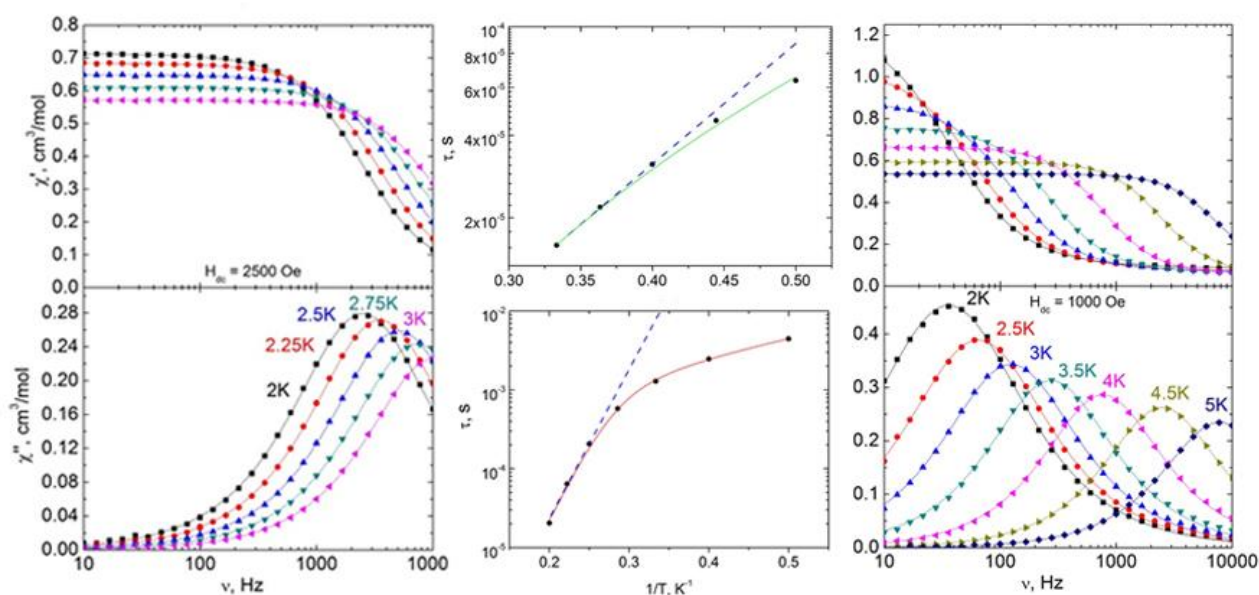 0.8
0.7
0.6
0.5
0.4
0.3
0.2
0.1
0.0
χ', cm³/mol
H_dc = 2500 Oe
0.28
0.24
0.20
0.16
0.12
0.08
0.04
0.00
χ'', cm³/mol
2.75K
2.5K
3K
2.25K
2K
10 100 1000 1000
ν, Hz
10⁻⁴
8x10⁻⁵
6x10⁻⁵
4x10⁻⁵
2x10⁻⁵
τ, s
0.30 0.35 0.40 0.45 0.50
10⁻²
10⁻³
10⁻⁴
10⁻⁵
τ, s
0.2 0.3 0.4 0.5
1/T, K⁻¹
1.2
1.0
0.8
0.6
0.4
0.2
0.0
H_dc = 1000 Oe
0.4
0.3
0.2
0.1
0.0
2K
2.5K
3K
3.5K
4K
4.5K
5K
10 100 1000 10000
ν, Hz